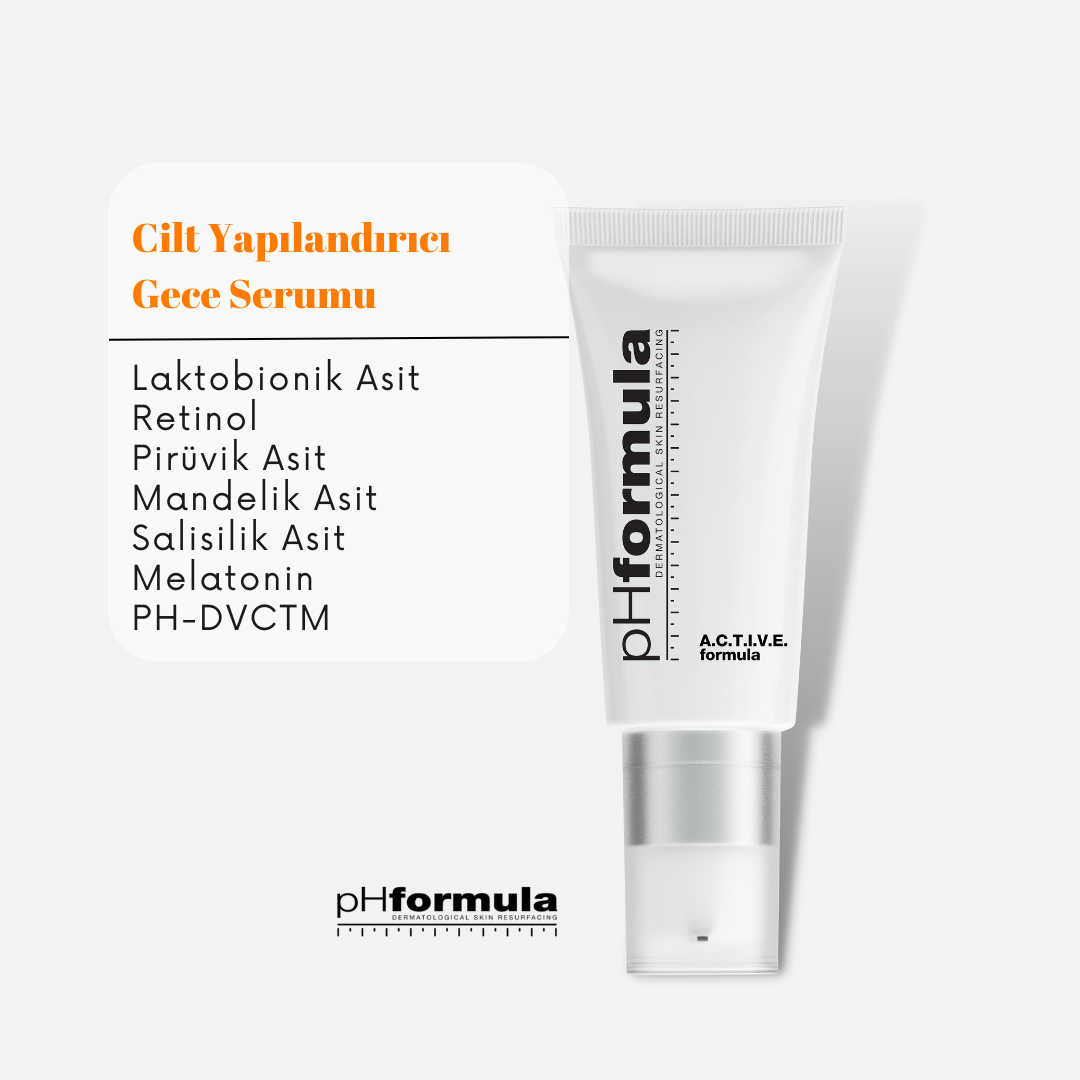 Cilt Yapılandırıcı
Gece Serumu
Laktobionik Asit
Retinol
Pirüvik Asit
Mandelik Asit
Salisilik Asit
Melatonin
PH-DVCTM
pHformula
DERMATOLOGICAL SKIN RESURFACING
A.C.T.I.V.E.
formula
pHformula
DERMATOLOGICAL SKIN RESURFACING